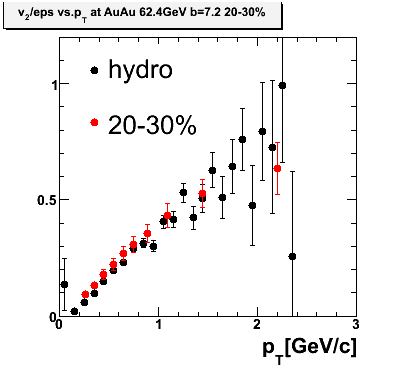 v2/eps vs.pT at AuAu 62.4GeV b=7.2 20-30%
hydro
20-30%
1
0.5
0
0 1 2 3
pT[GeV/c]